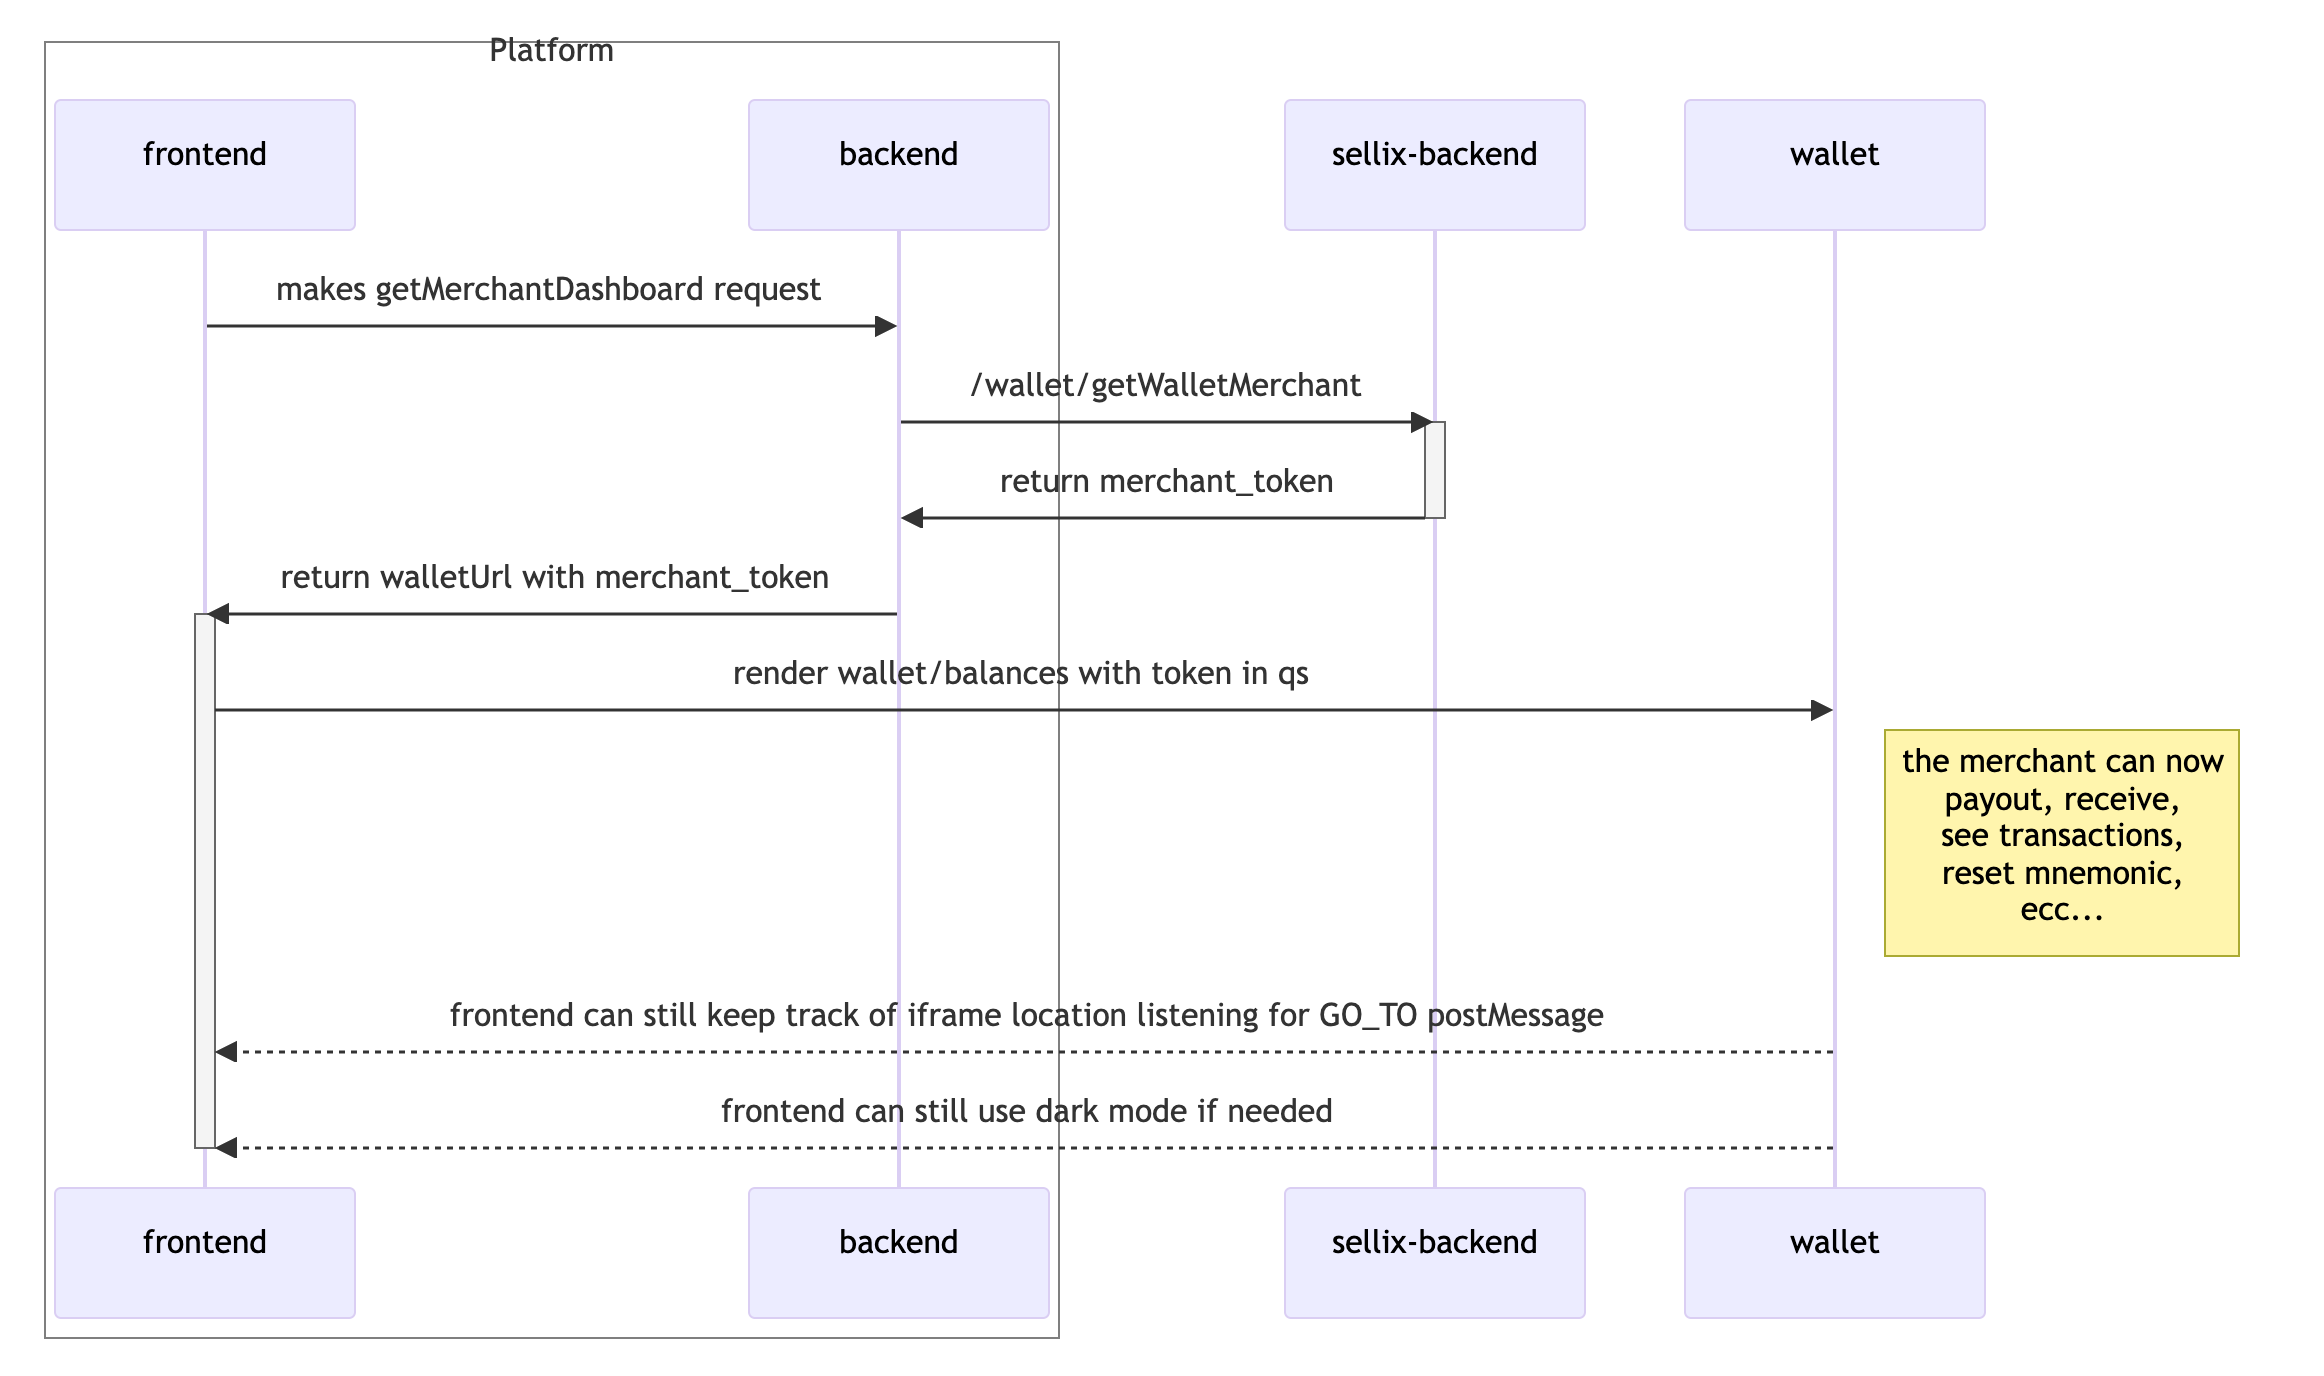 Platform
frontend
backend
sellix-backend
wallet
makes getMerchantDashboard request
/wallet/getWalletMerchant
return merchant_token
return walletUrl with merchant_token
render wallet/balances with token in qs
the merchant can now
payout, receive,
see transactions,
reset mnemonic,
ecc...
frontend can still keep track of iframe location listening for GO_TO postMessage
frontend can still use dark mode if needed
frontend
backend
sellix-backend
wallet